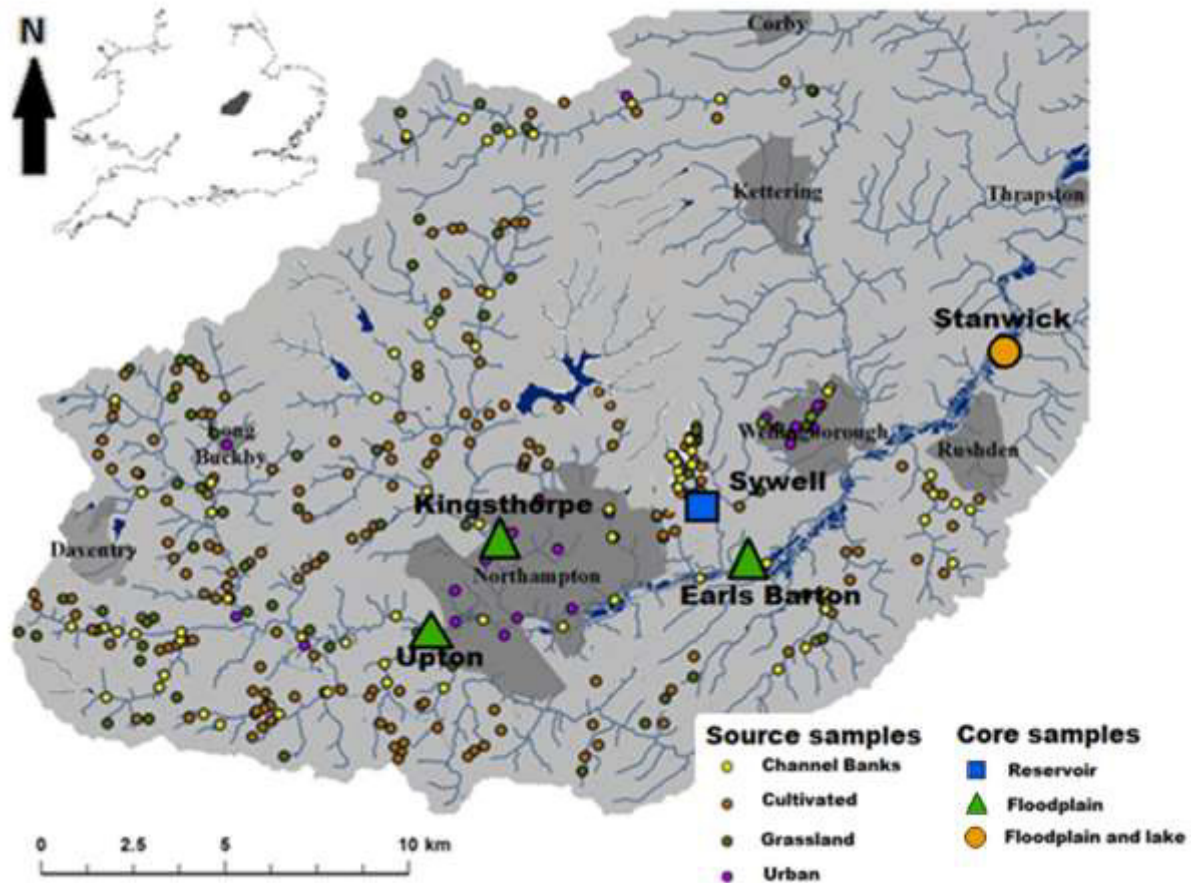 N
Corby
Kettering
Thrapston
Stanwick
Long
Buckby
Wellingborough
Rushden
Sywell
Kingsthorpe
Daventry
Northampton
Earls Barton
Upton
Source samples
Channel Banks
Cultivated
Grassland
Urban
Core samples
Reservoir
Floodplain
Floodplain and lake
0 2.5 5 10 km